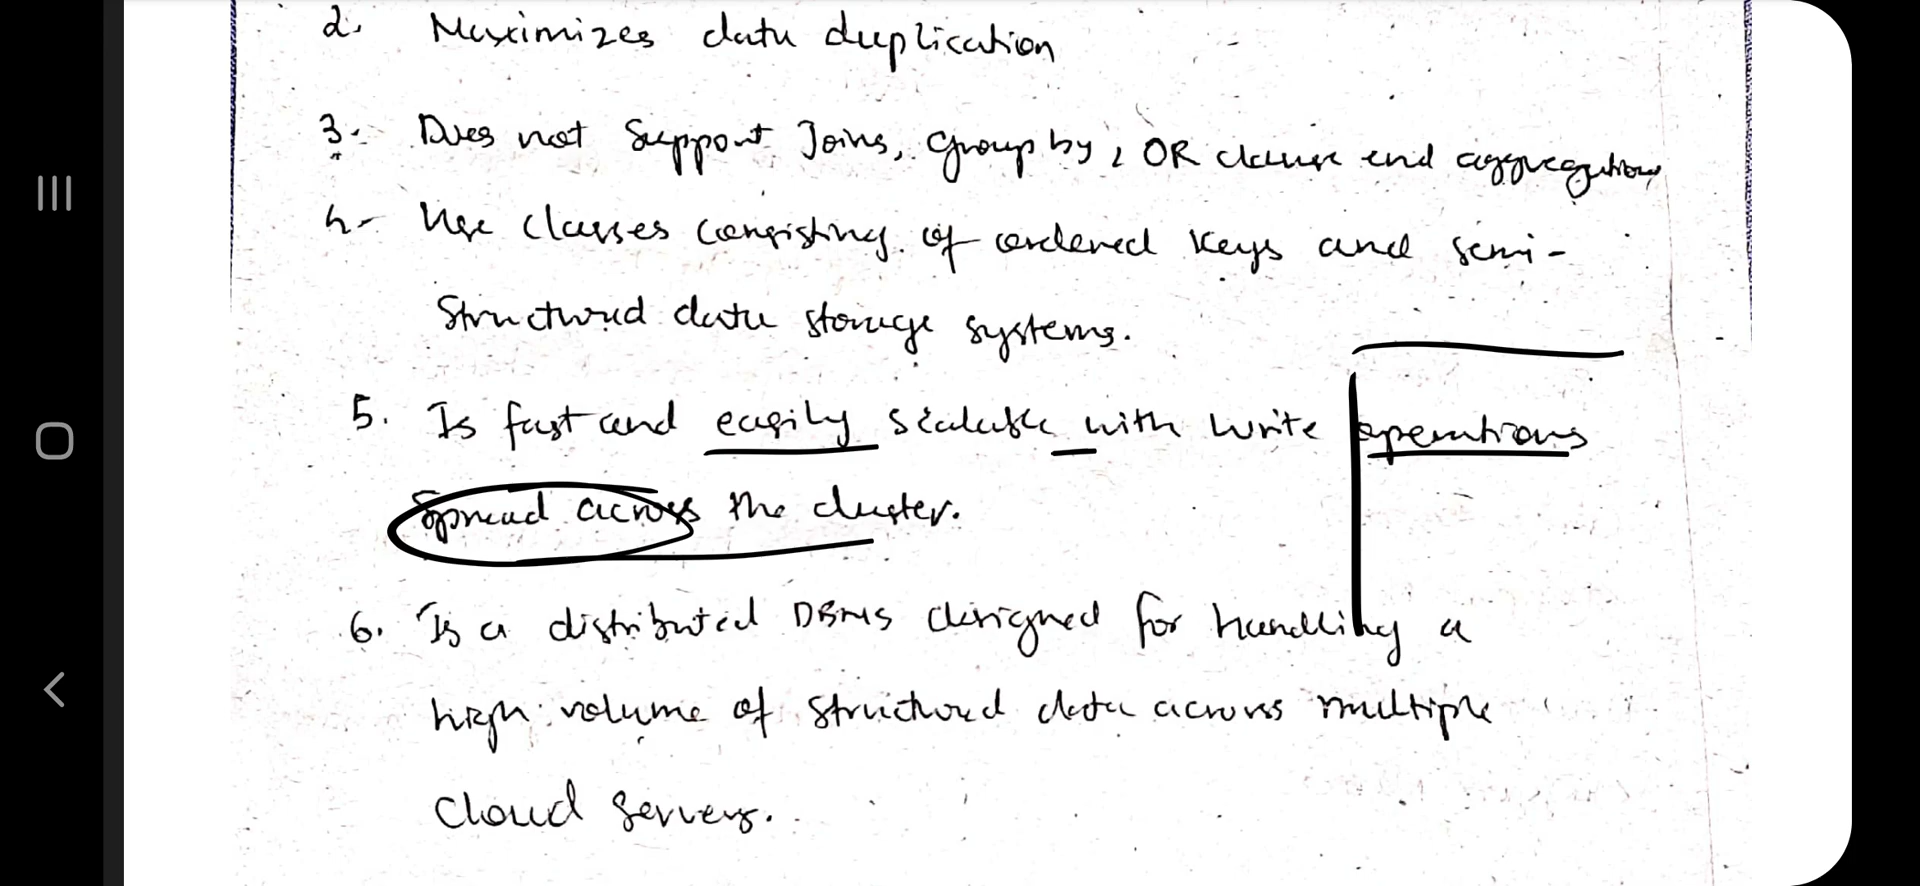 2. Maximizes data duplication
3. Does not support Joins, group by, OR clause and aggregations
4. Use classes consisting of ordered keys and semi-
structured data storage systems.
5. Is fast and easily scalable with write operations
spread across the cluster.
6. Is a distributed DBMS designed for handling a
high volume of structured data across multiple
cloud servers.